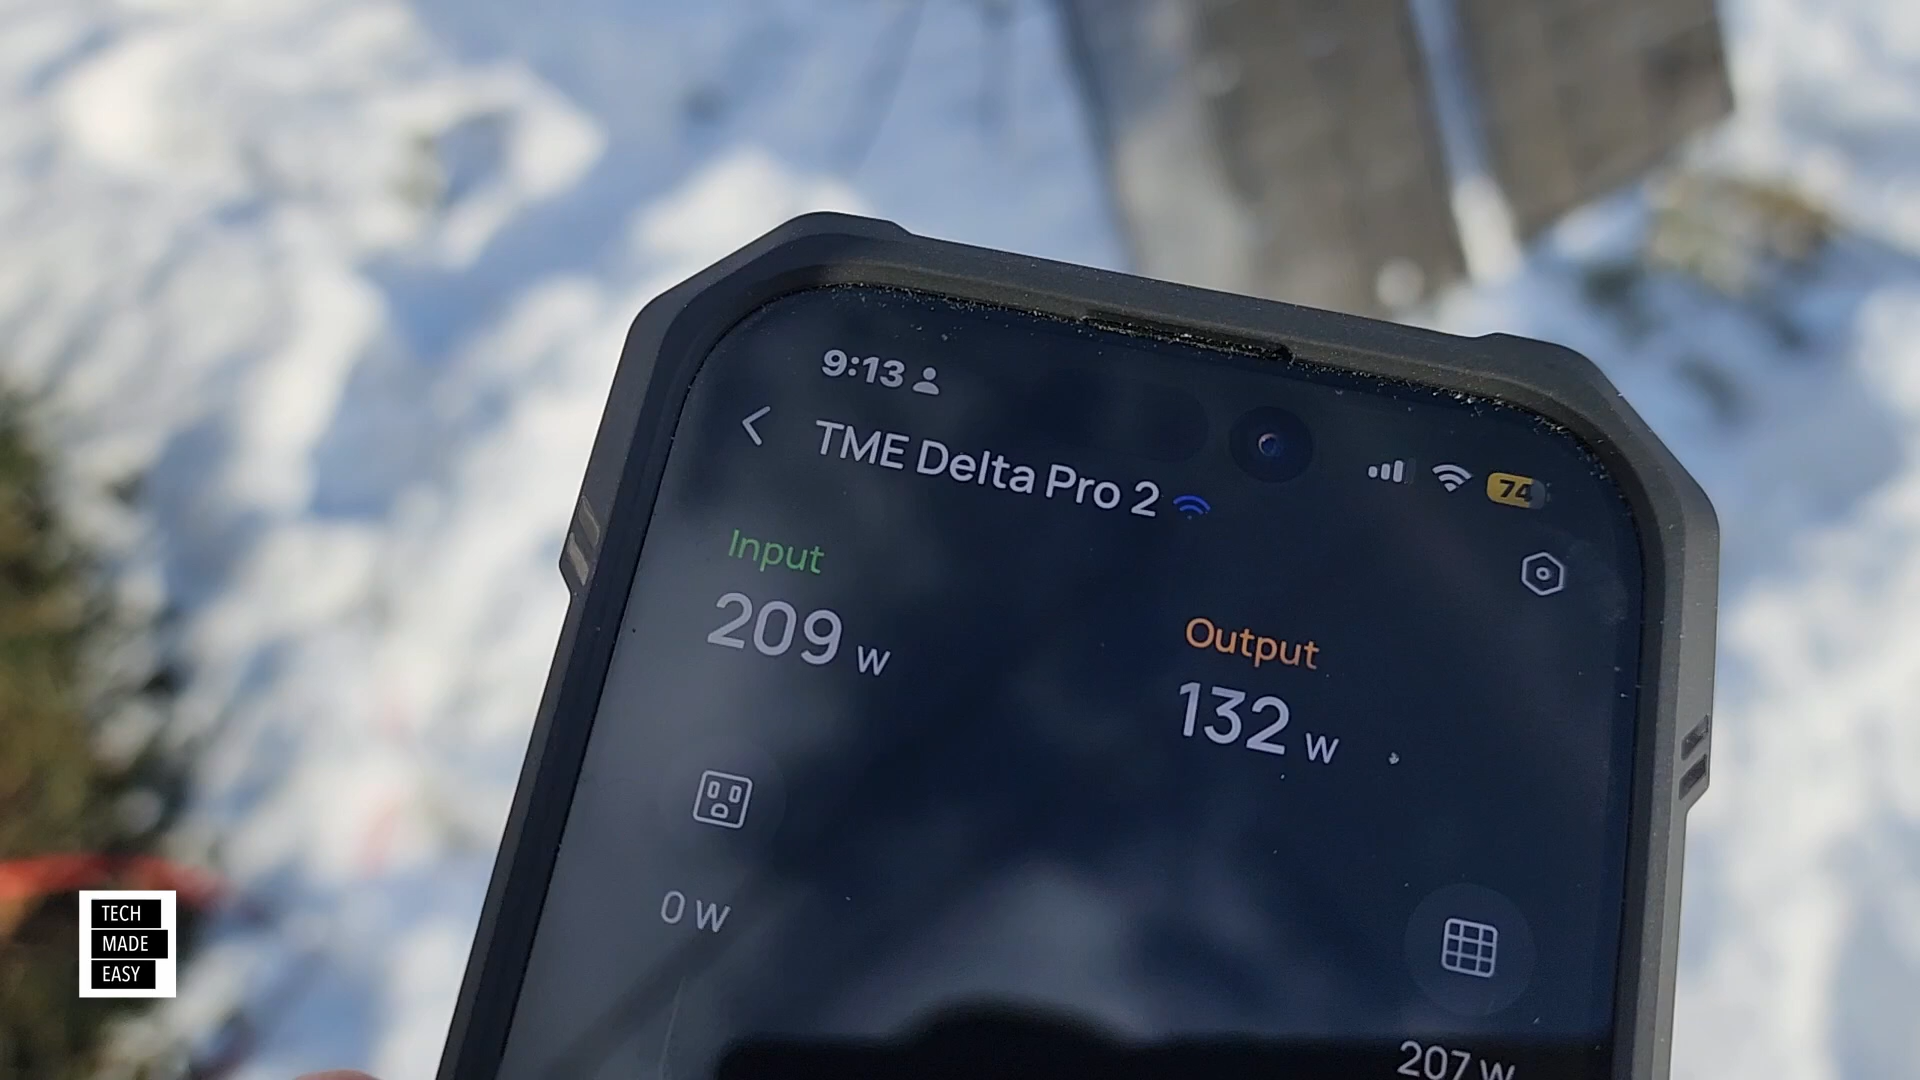 9:13
TME Delta Pro 2
74
Input
209 W
Output
132 W
0 W
207 W
TECH
MADE
EASY